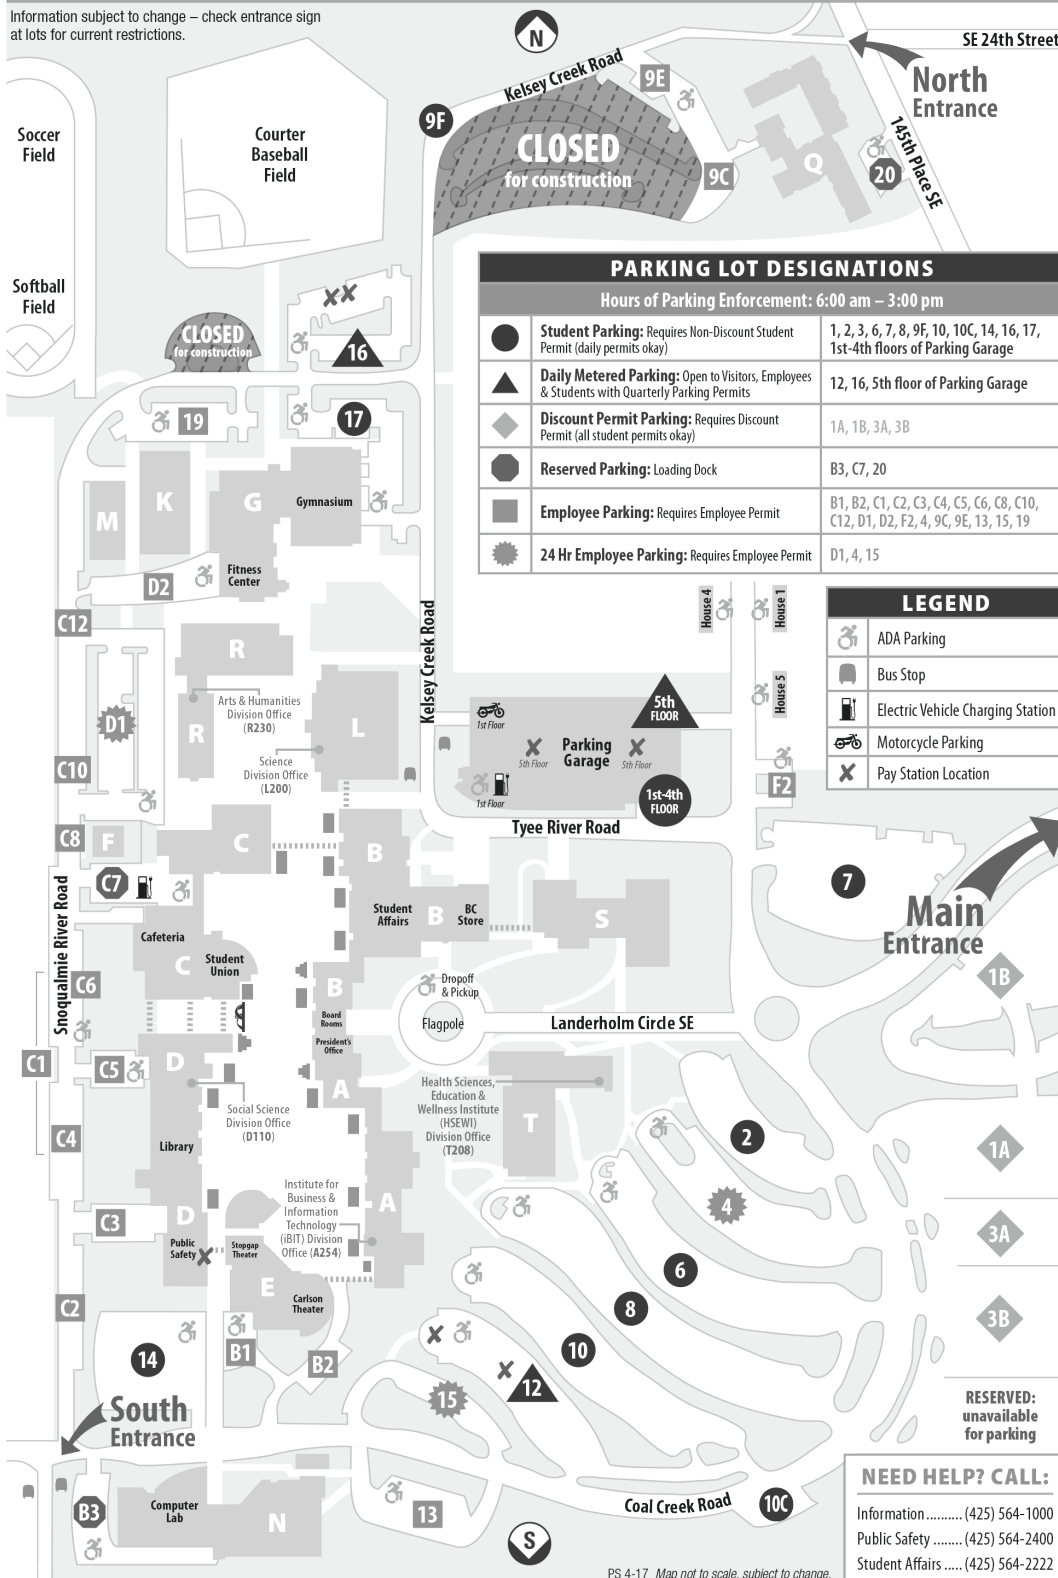 Information subject to change – check entrance sign
at lots for current restrictions.
N
SE 24th Street
North
Entrance
Kelsey Creek Road
9E
9F
CLOSED
for construction
9C
Q
20
145th Place SE
Soccer
Field
Courter
Baseball
Field
Softball
Field
CLOSED
for construction
16
19
17
PARKING LOT DESIGNATIONS
Hours of Parking Enforcement: 6:00 am – 3:00 pm
Student Parking: Requires Non-Discount Student
Permit (daily permits okay)
1, 2, 3, 6, 7, 8, 9F, 10, 10C, 14, 16, 17,
1st-4th floors of Parking Garage
Daily Metered Parking: Open to Visitors, Employees
& Students with Quarterly Parking Permits
12, 16, 5th floor of Parking Garage
Discount Permit Parking: Requires Discount
Permit (all student permits okay)
1A, 1B, 3A, 3B
Reserved Parking: Loading Dock
B3, C7, 20
Employee Parking: Requires Employee Permit
B1, B2, C1, C2, C3, C4, C5, C6, C8, C10,
C12, D1, D2, F2, 4, 9C, 9E, 13, 15, 19
24 Hr Employee Parking: Requires Employee Permit
D1, 4, 15
LEGEND
ADA Parking
Bus Stop
Electric Vehicle Charging Station
Motorcycle Parking
Pay Station Location
M
K
G
Gymnasium
Fitness
Center
D2
C12
R
Arts & Humanities
Division Office
(R230)
R
D1
Science
Division Office
(L200)
L
Kelsey Creek Road
House 4
House 1
House 5
F2
1st Floor
5th
FLOOR
Parking
Garage
5th Floor
5th Floor
1st Floor
1st-4th
FLOOR
Tyee River Road
C10
C8
F
C
B
C7
Snoqualmie River Road
Cafeteria
C
Student
Union
Student
Affairs
B
BC
Store
S
7
Main
Entrance
1B
C6
B
Dropoff
& Pickup
Board
Rooms
Flagpole
Landerholm Circle SE
President's
Office
C1
C5
D
A
Health Sciences,
Education &
Wellness Institute
(HSEWI)
Division Office
(T208)
T
Social Science
Division Office
(D110)
C4
Library
2
1A
4
Institute for
Business &
Information
Technology
(iBIT) Division
Office (A254)
A
C3
D
Public
Safety
Stopgap
Theater
E
Carlson
Theater
3A
6
8
10
12
15
3B
C2
14
B1
B2
South
Entrance
RESERVED:
unavailable
for parking
B3
Computer
Lab
N
13
Coal Creek Road
10C
S
NEED HELP? CALL:
Information .......... (425) 564-1000
Public Safety ........ (425) 564-2400
Student Affairs ..... (425) 564-2222
PS 4-17 Map not to scale, subject to change.